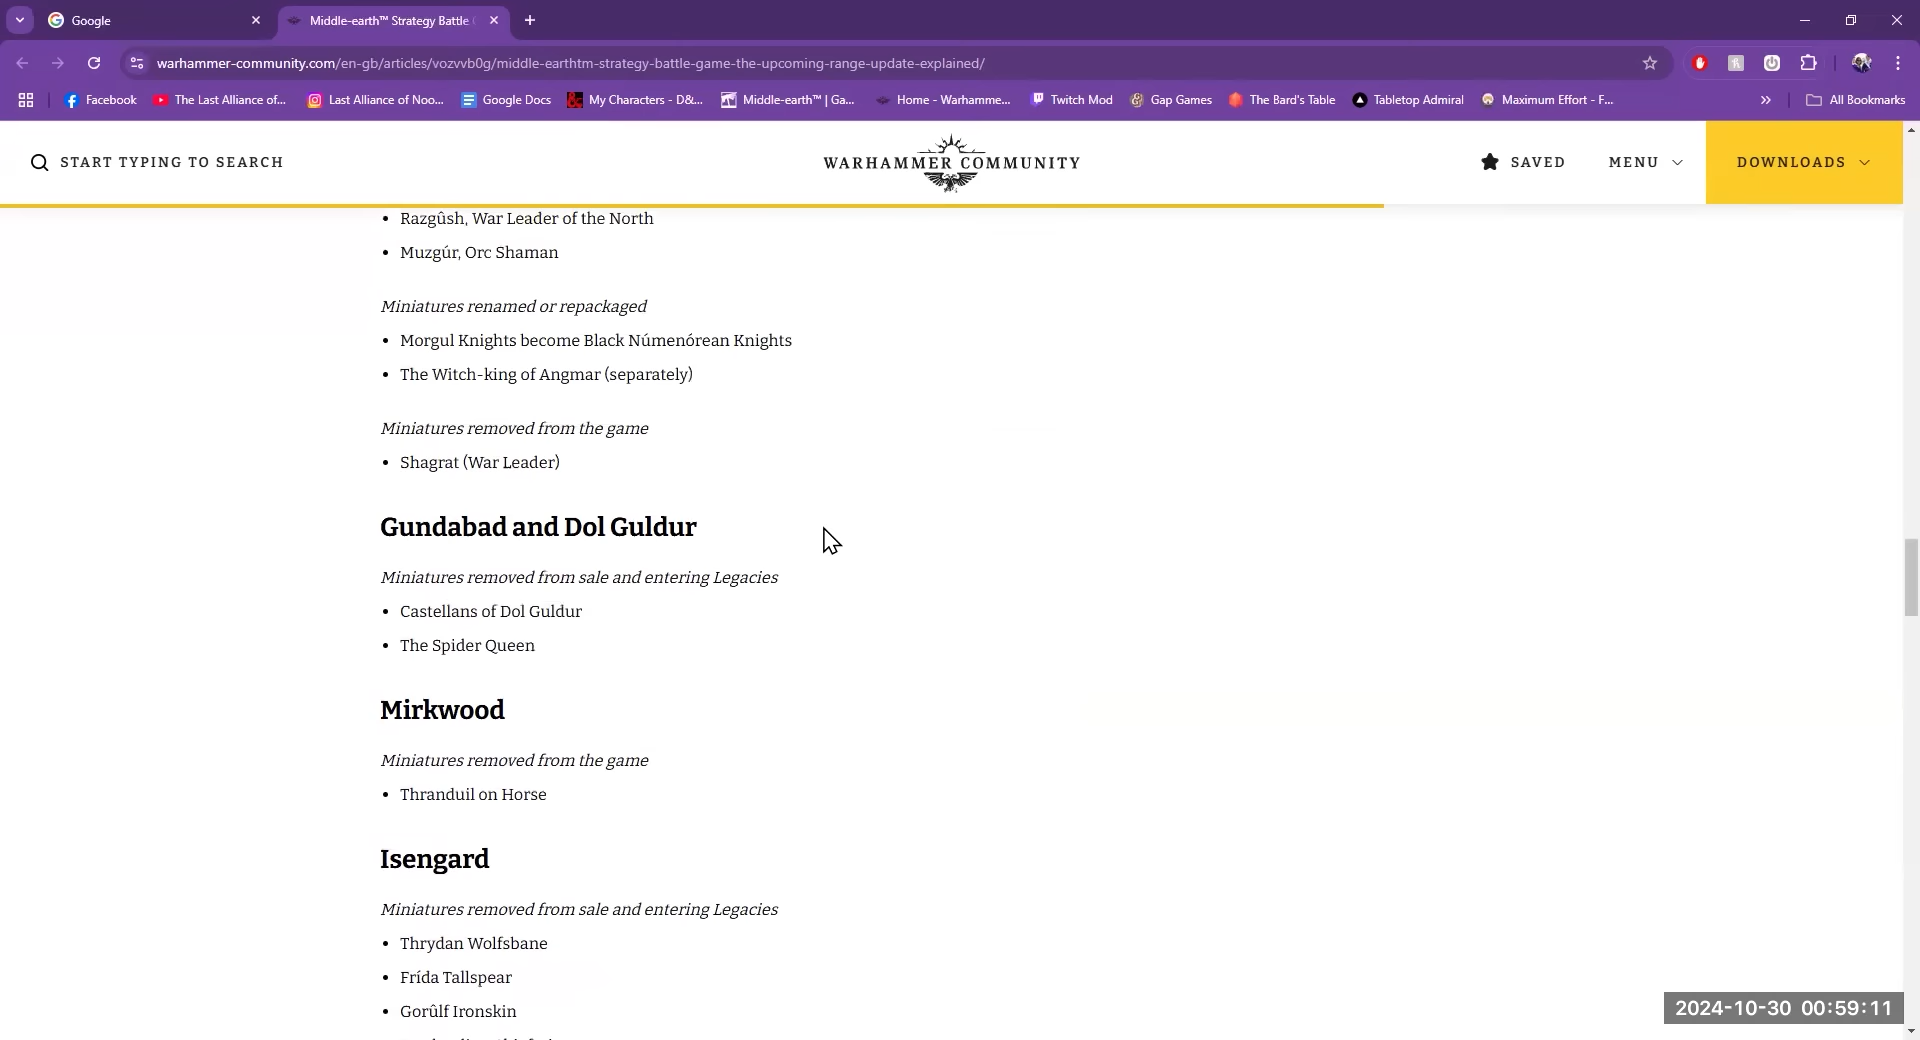 Google
Middle-earth™ Strategy Battle
warhammer-community.com/en-gb/articles/vozvvb0g/middle-earthtm-strategy-battle-game-the-upcoming-range-update-explained/
Facebook
The Last Alliance of...
Last Alliance of Noo...
Google Docs
My Characters - D&...
Middle-earth™ | Ga...
Home - Warhamme...
Twitch Mod
Gap Games
The Bard's Table
Tabletop Admiral
Maximum Effort - F...
All Bookmarks
START TYPING TO SEARCH
WARHAMMER COMMUNITY
SAVED
MENU
DOWNLOADS
• Razgûsh, War Leader of the North
• Muzgúr, Orc Shaman
Miniatures renamed or repackaged
• Morgul Knights become Black Númenórean Knights
• The Witch-king of Angmar (separately)
Miniatures removed from the game
• Shagrat (War Leader)
Gundabad and Dol Guldur
Miniatures removed from sale and entering Legacies
• Castellans of Dol Guldur
• The Spider Queen
Mirkwood
Miniatures removed from the game
• Thranduil on Horse
Isengard
Miniatures removed from sale and entering Legacies
• Thrydan Wolfsbane
• Frída Tallspear
• Gorûlf Ironskin
2024-10-30 00:59:11